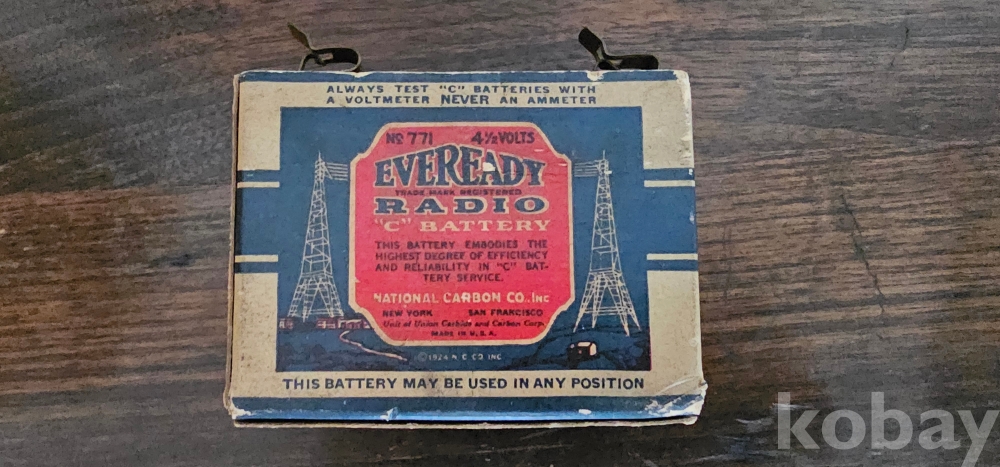 ALWAYS TEST "C" BATTERIES WITH
A VOLTMETER NEVER AN AMMETER
No 771 4½ VOLTS
EVEREADY
TRADE MARK REGISTERED
RADIO
"C" BATTERY
THIS BATTERY EMBODIES THE
HIGHEST DEGREE OF EFFICIENCY
AND RELIABILITY IN "C" BAT-
TERY SERVICE.
NATIONAL CARBON CO., INC
NEW YORK SAN FRANCISCO
Unit of Union Carbide and Carbon Corp.
MADE IN U.S.A.
©1924 N C CO INC
THIS BATTERY MAY BE USED IN ANY POSITION
kobay